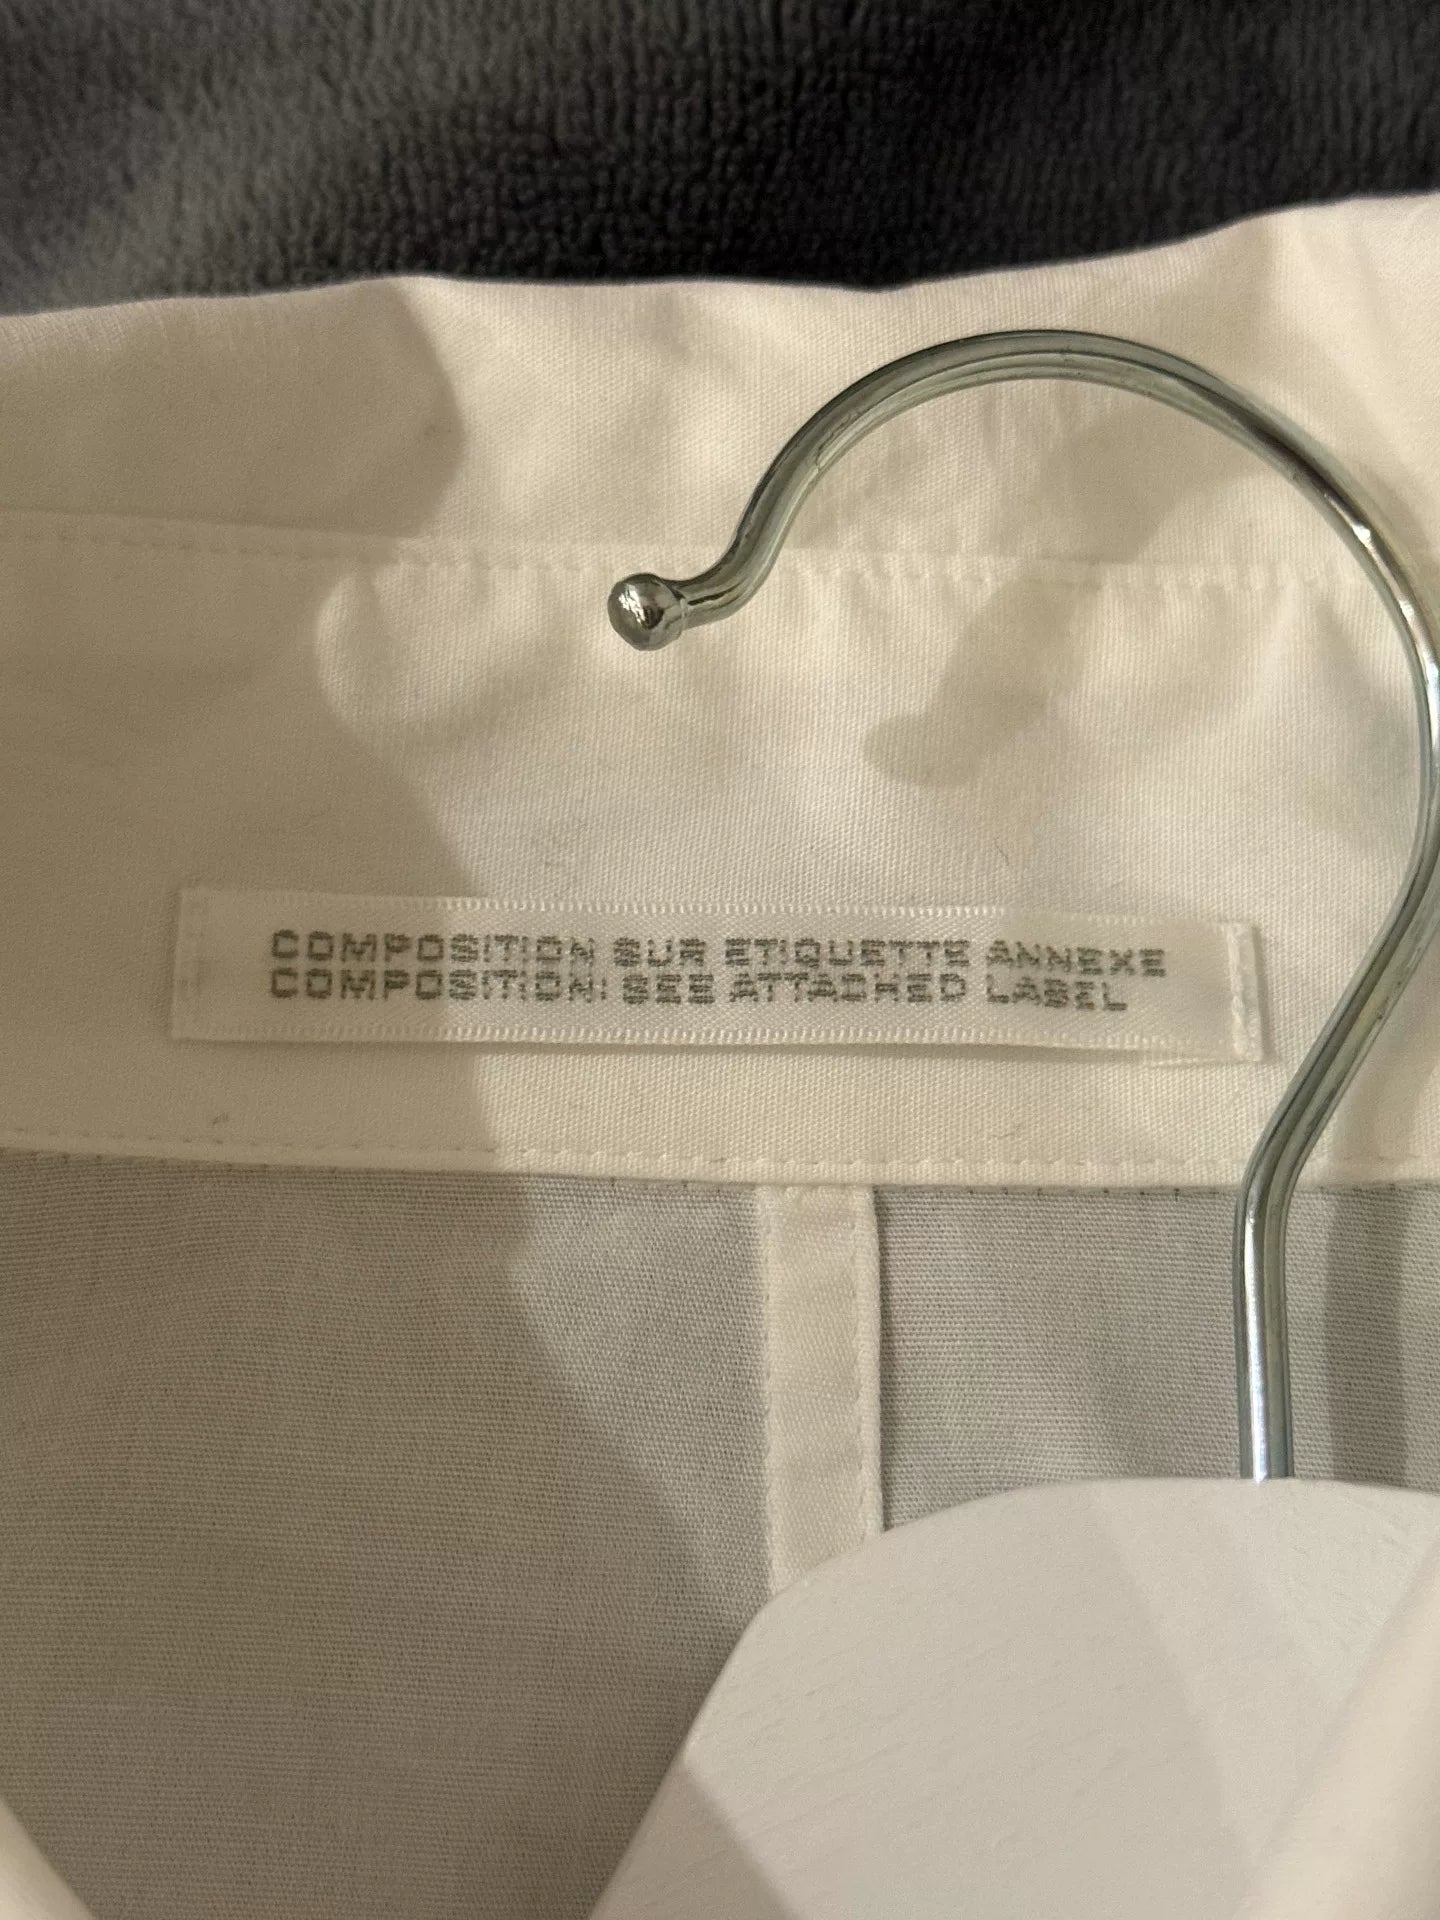 COMPOSITION SUR ETIQUETTE ANNEXE
COMPOSITION: SEE ATTACHED LABEL